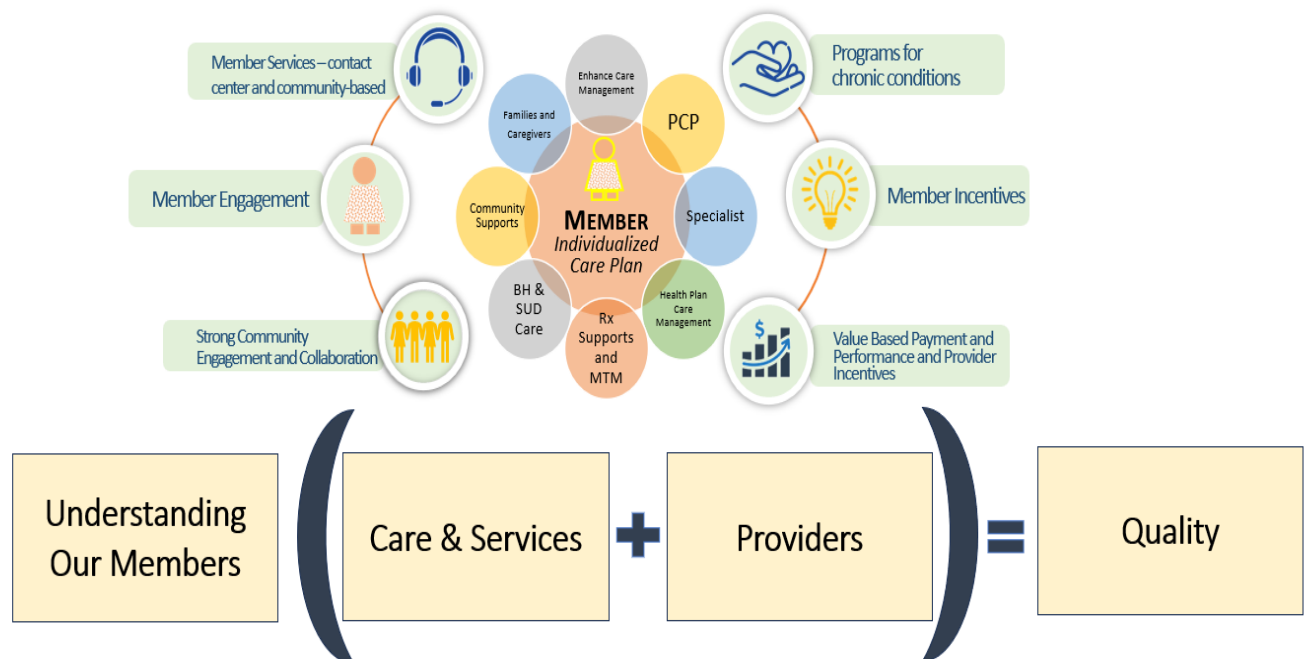 Member Services – contact
center and community-based
Member Engagement
Strong Community
Engagement and Collaboration
Enhance Care
Management
Families and
Caregivers
PCP
Community
Supports
MEMBER
Individualized
Care Plan
Specialist
BH &
SUD
Care
Rx
Supports
and
MTM
Health Plan
Care
Management
Programs for
chronic conditions
Member Incentives
$
Value Based Payment and
Performance and Provider
Incentives
Understanding
Our Members
(
Care & Services
+
Providers
)
=
Quality